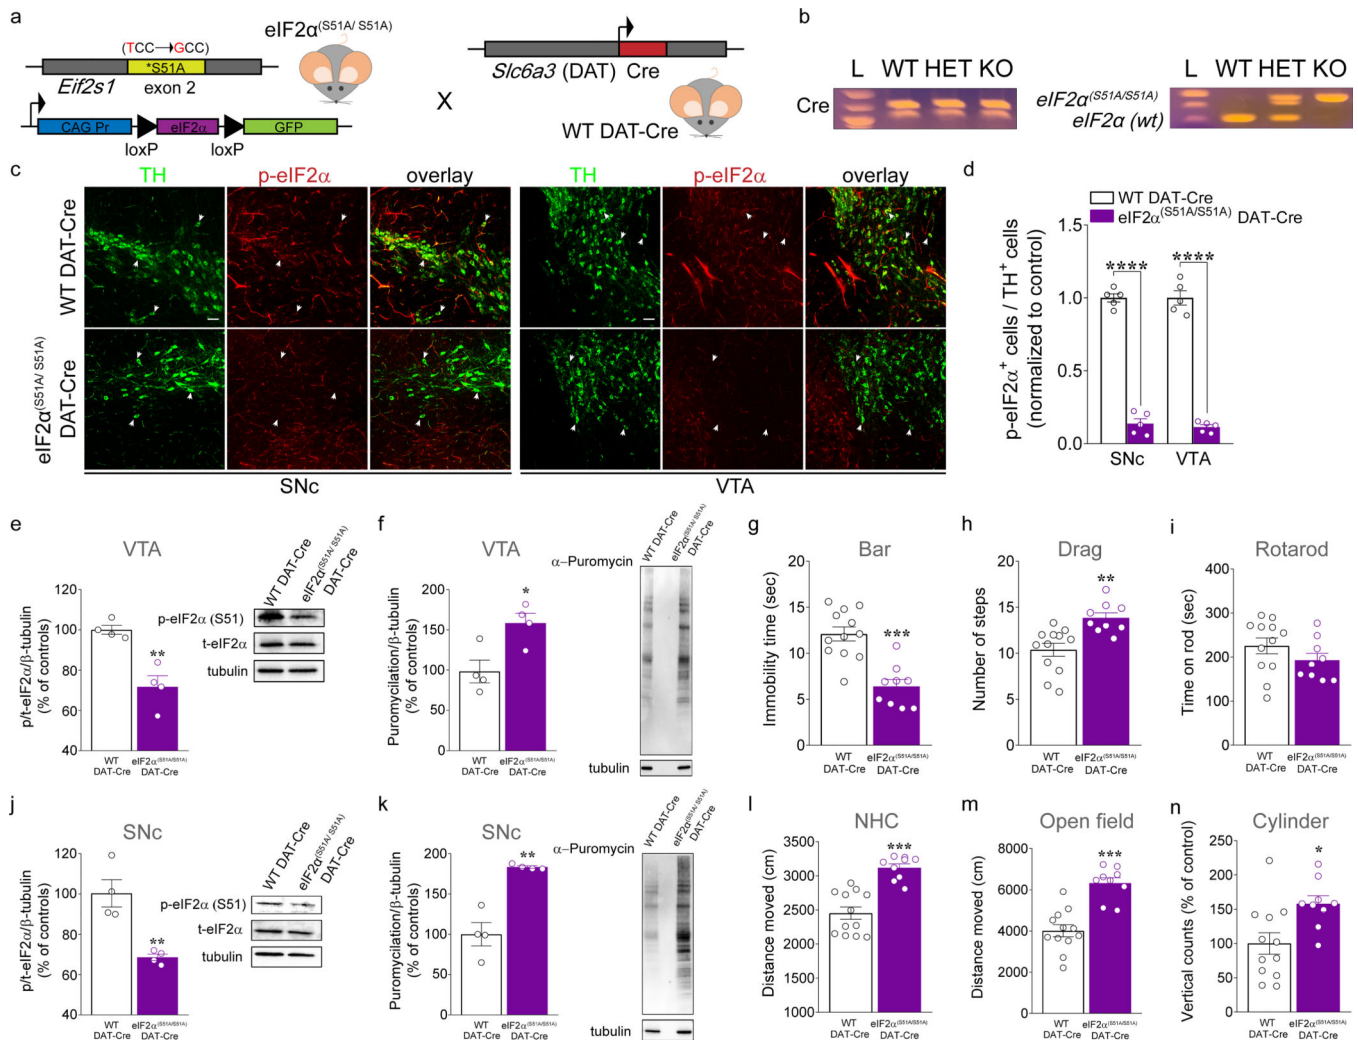 a
(TCC→GCC)
*S51A
Eif2s1
exon 2
eIF2α(S51A/ S51A)
CAG Pr
eIF2α
GFP
loxP
loxP
X
Slc6a3 (DAT)
Cre
WT DAT-Cre
b
L WT HET KO
Cre
L WT HET KO
eIF2α(S51A/S51A)
eIF2α (wt)
c
TH
p-eIF2α
overlay
TH
p-eIF2α
overlay
WT DAT-Cre
eIF2α(S51A/ S51A)
DAT-Cre
SNc
VTA
d
WT DAT-Cre
eIF2α(S51A/S51A) DAT-Cre
p-eIF2α+ cells / TH+ cells
(normalized to control)
1.5
1.0
0.5
0.0
****
****
SNc
VTA
e
VTA
p/t-eIF2α/β-tubulin
(% of controls)
120
100
80
60
40
**
WT
DAT-Cre
eIF2α(S51A/S51A)
DAT-Cre
WT DAT-Cre
eIF2α(S51A/ S51A)
DAT-Cre
p-eIF2α (S51)
t-eIF2α
tubulin
f
VTA
Puromycilation/β-tubulin
(% of controls)
200
150
100
50
0
*
WT
DAT-Cre
eIF2α(S51A/S51A)
DAT-Cre
α–Puromycin
WT DAT-Cre
eIF2α(S51A/ S51A)
DAT-Cre
tubulin
g
Bar
Immobility time (sec)
20
15
10
5
0
***
WT
DAT-Cre
eIF2α(S51A/S51A)
DAT-Cre
h
Drag
Number of steps
20
15
10
5
0
**
WT
DAT-Cre
eIF2α(S51A/S51A)
DAT-Cre
i
Rotarod
Time on rod (sec)
400
300
200
100
0
WT
DAT-Cre
eIF2α(S51A/S51A)
DAT-Cre
j
SNc
p/t-eIF2α/β-tubulin
(% of controls)
120
100
80
60
40
**
WT
DAT-Cre
eIF2α(S51A/S51A)
DAT-Cre
WT DAT-Cre
eIF2α(S51A/ S51A)
DAT-Cre
p-eIF2α (S51)
t-eIF2α
tubulin
k
SNc
Puromycilation/β-tubulin
(% of controls)
200
150
100
50
0
**
WT
DAT-Cre
eIF2α(S51A/S51A)
DAT-Cre
α–Puromycin
WT DAT-Cre
eIF2α(S51A/ S51A)
DAT-Cre
tubulin
l
NHC
Distance moved (cm)
3500
3000
2500
2000
1500
1000
***
WT
DAT-Cre
eIF2α(S51A/S51A)
DAT-Cre
m
Open field
Distance moved (cm)
8000
6000
4000
2000
0
***
WT
DAT-Cre
eIF2α(S51A/S51A)
DAT-Cre
n
Cylinder
Vertical counts (% of control)
250
200
150
100
50
0
*
WT
DAT-Cre
eIF2α(S51A/S51A)
DAT-Cre